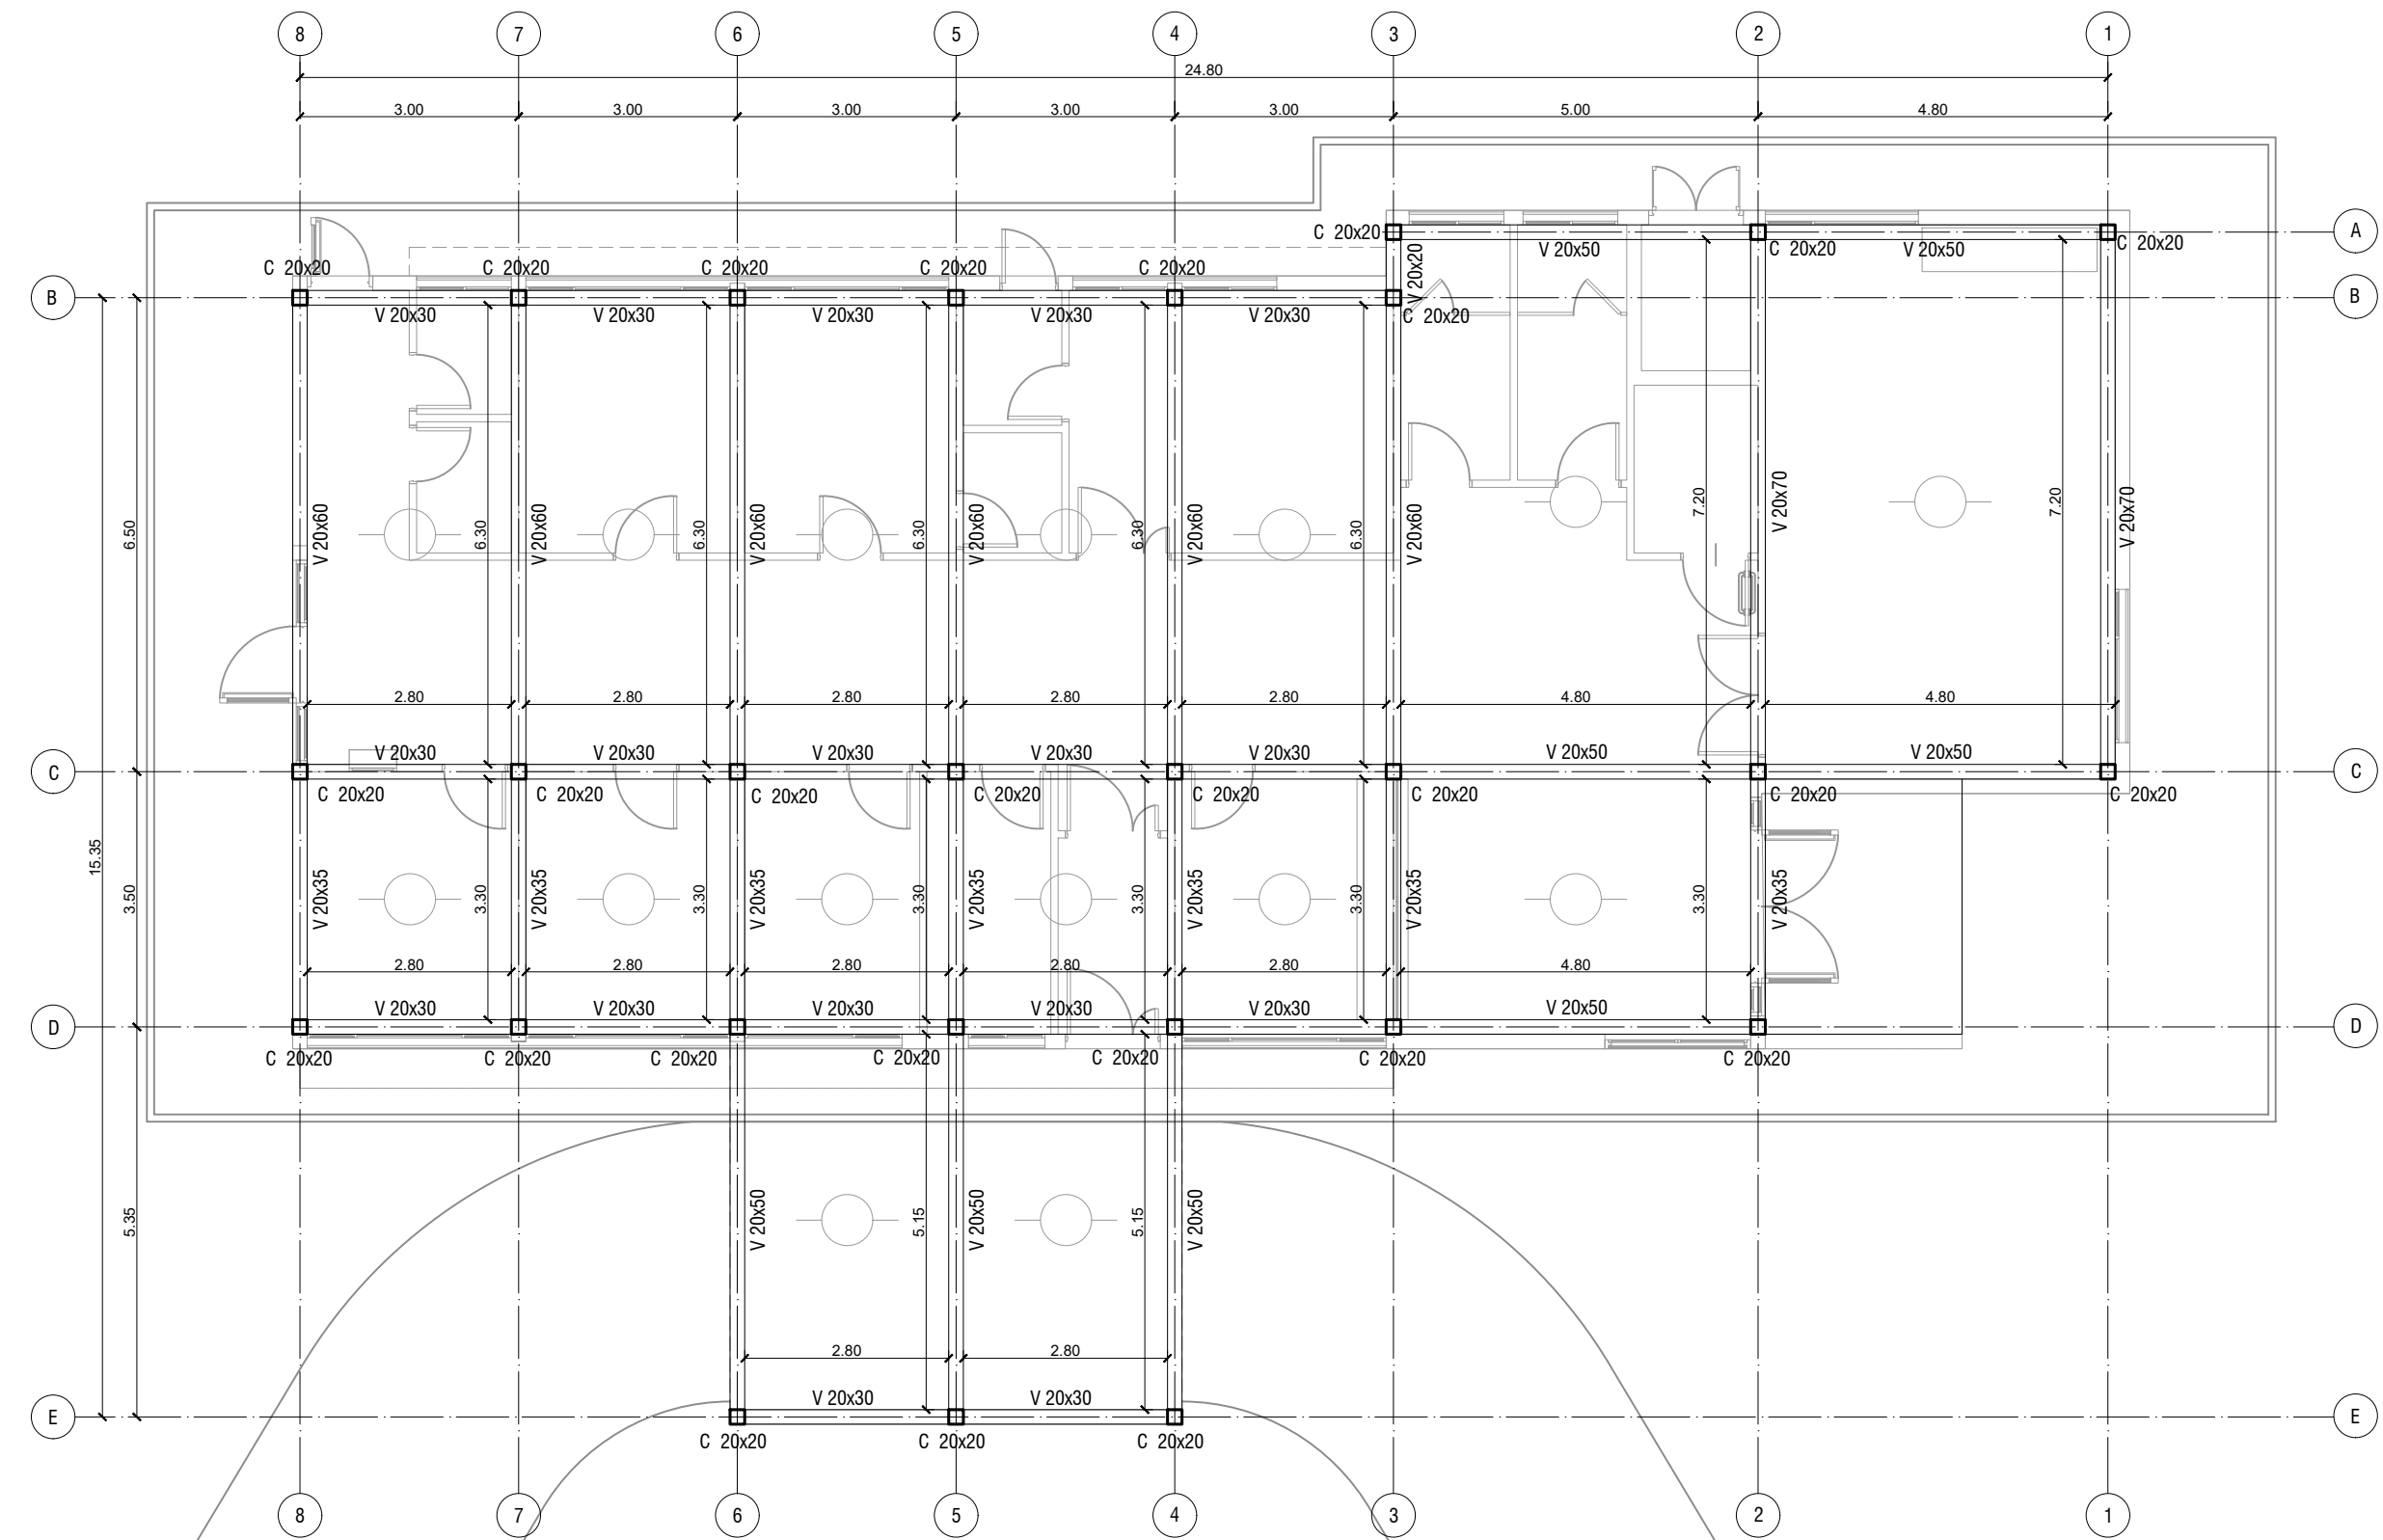 8 7 6 5 4 3 2 1
24.80
3.00 3.00 3.00 3.00 3.00 5.00 4.80
A
C 20x20 V 20x50 C 20x20 V 20x50 C 20x20
V 20x20
C 20x20 C 20x20 C 20x20 C 20x20 C 20x20
B B
V 20x30 V 20x30 V 20x30 V 20x30 V 20x30 C 20x20
6.50 V 20x60 6.30 V 20x60 6.30 V 20x60 6.30 V 20x60 6.30 V 20x60 6.30 V 20x60 7.20 V 20x70 7.20 V 20x70
2.80 2.80 2.80 2.80 2.80 4.80 4.80
V 20x30 V 20x30 V 20x30 V 20x30 V 20x30 V 20x50 V 20x50
C C
C 20x20 C 20x20 C 20x20 C 20x20 C 20x20 C 20x20 C 20x20 C 20x20
15.35
3.50 V 20x35 3.30 V 20x35 3.30 V 20x35 3.30 V 20x35 3.30 V 20x35 3.30 V 20x35 3.30 V 20x35
2.80 2.80 2.80 2.80 2.80 4.80
V 20x30 V 20x30 V 20x30 V 20x30 V 20x30 V 20x50
D D
C 20x20 C 20x20 C 20x20 C 20x20 C 20x20 C 20x20 C 20x20
5.35 V 20x50 5.15 V 20x50 5.15 V 20x50
2.80 2.80
V 20x30 V 20x30
E E
C 20x20 C 20x20 C 20x20
8 7 6 5 4 3 2 1